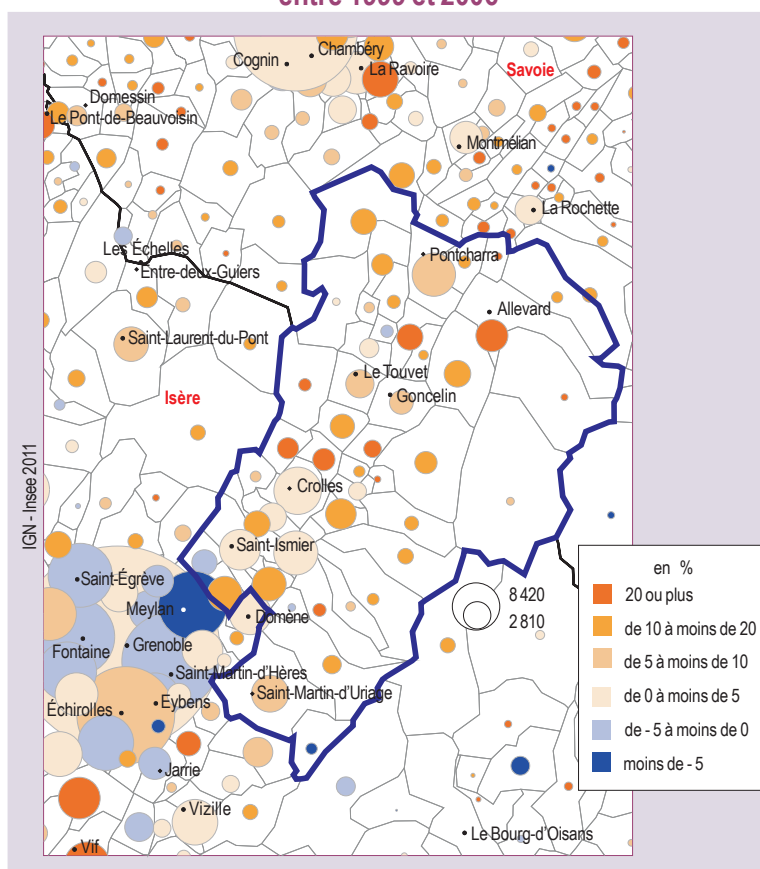 Chambéry
Cognin
La Ravoire
Savoie
Domessin
Le Pont-de-Beauvoisin
Montmélian
La Rochette
Les Échelles
Pontcharra
Entre-deux-Guiers
Allevard
Saint-Laurent-du-Pont
Le Touvet
Isère
Goncelin
Crolles
IGN - Insee 2011
Saint-Ismier
Saint-Égrève
Meylan
Domène
Fontaine
Grenoble
Saint-Martin-d'Hères
Saint-Martin-d'Uriage
Eybens
Échirolles
Jarrie
Vizille
Le Bourg-d'Oisans
Vif
8 420
2 810
en %
20 ou plus
de 10 à moins de 20
de 5 à moins de 10
de 0 à moins de 5
de - 5 à moins de 0
moins de - 5